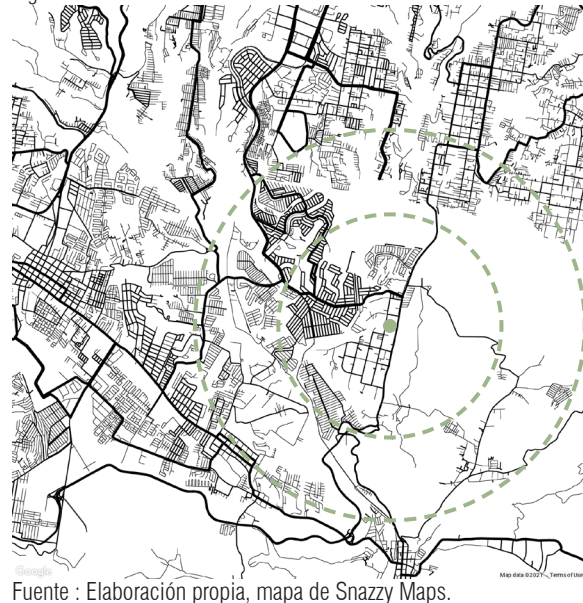 Google
Map data ©2021
Terms of Use
Fuente : Elaboración propia, mapa de Snazzy Maps.